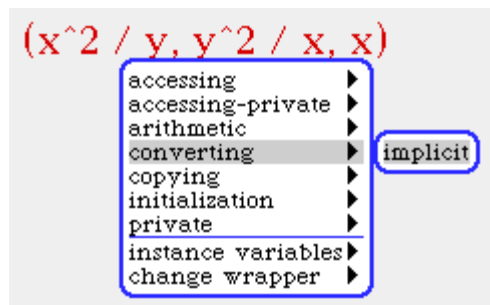 (x^2 / y, y^2 / x, x)
accessing
accessing-private
arithmetic
converting
implicit
copying
initialization
private
instance variables
change wrapper